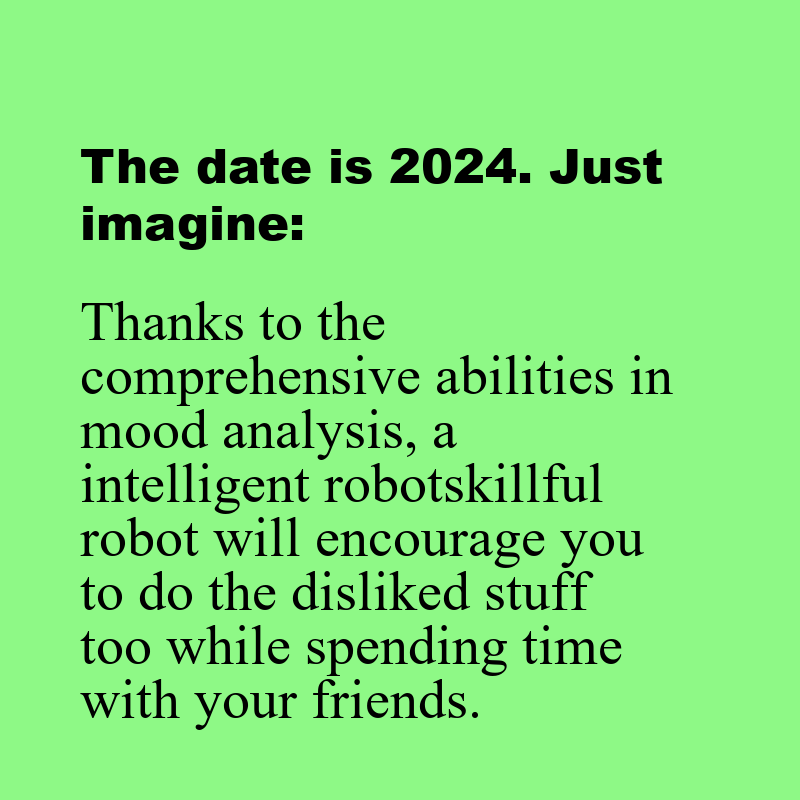 The date is 2024. Just
imagine:
Thanks to the
comprehensive abilities in
mood analysis, a
intelligent robotskillful
robot will encourage you
to do the disliked stuff
too while spending time
with your friends.